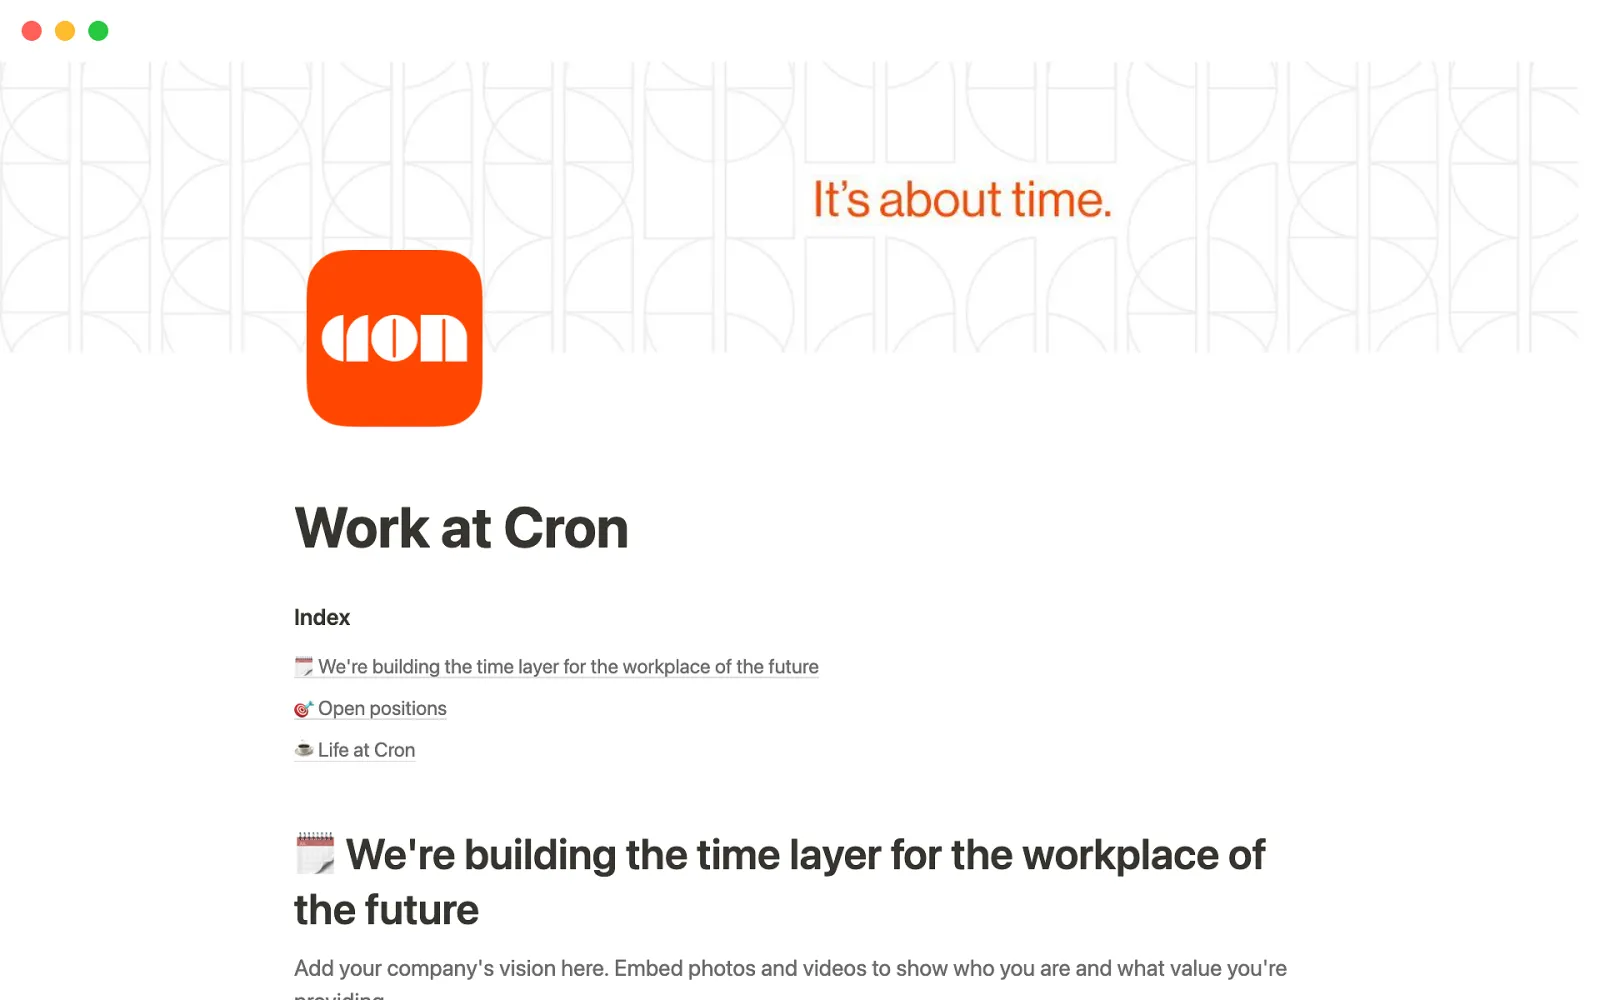 It’s about time.
cron
Work at Cron
Index
We're building the time layer for the workplace of the future
Open positions
Life at Cron
We're building the time layer for the workplace of
the future
Add your company's vision here. Embed photos and videos to show who you are and what value you're
providing.